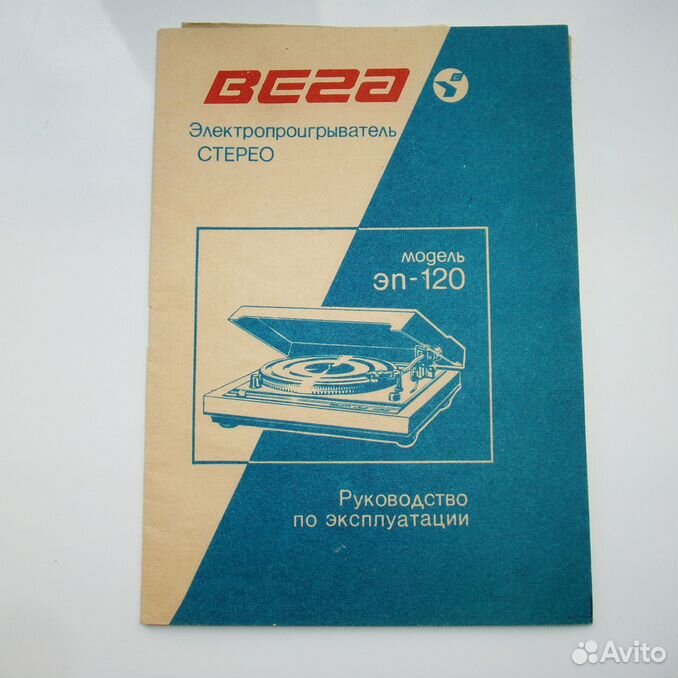 ВЕГА
Электропроигрыватель
СТЕРЕО
модель
эп-120
Руководство
по эксплуатации
Avito